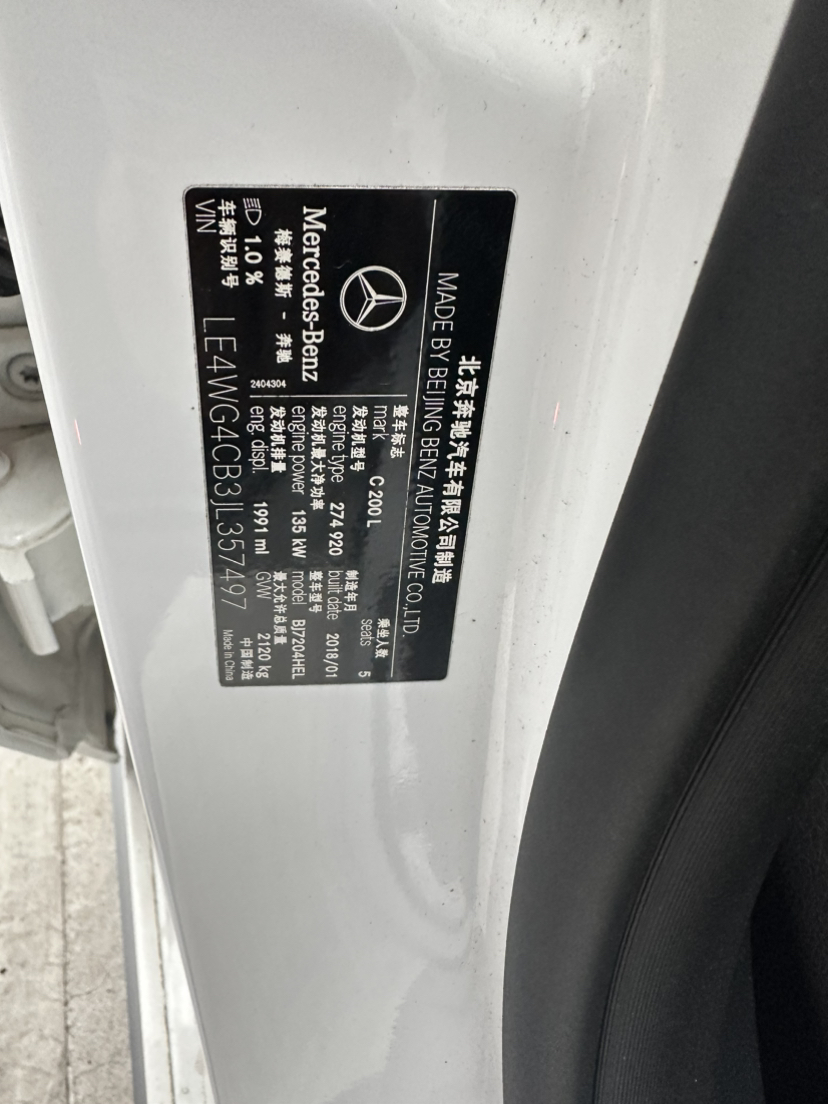 北京奔驰汽车有限公司制造
MADE BY BEIJING BENZ AUTOMOTIVE CO.,LTD.
整车标志
mark C 200 L
乘坐人数
seats 5
发动机型号
engine type 274 920
制造年月
built date 2018/01
发动机最大净功率
engine power 135 kW
整车型号
model BJ7204HEL
发动机排量
eng. displ. 1991 ml
最大允许总质量
GVW 2120 kg
Mercedes-Benz
梅赛德斯 - 奔驰
1.0 %
2404304
车辆识别号
VIN LE4WG4CB3JL357497
中国制造
Made in China